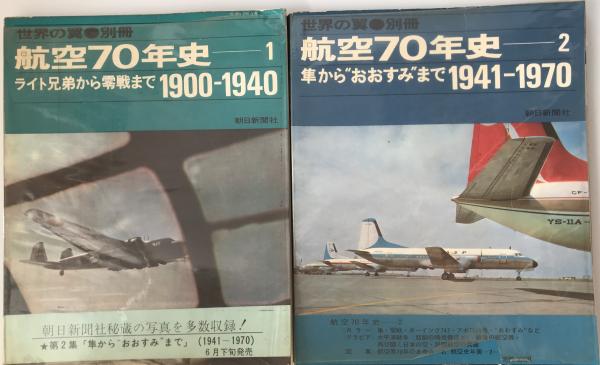 世界の翼●別冊
航空70年史——1
ライト兄弟から零戦まで 1900-1940
朝日新聞社
朝日新聞社秘蔵の写真を多数収録!
★第2集「隼から“おおすみ”まで」(1941—1970)
6月下旬発売
世界の翼●別冊
航空70年史——2
隼から“おおすみ”まで 1941-1970
朝日新聞社
YS-11A
航空70年史——2